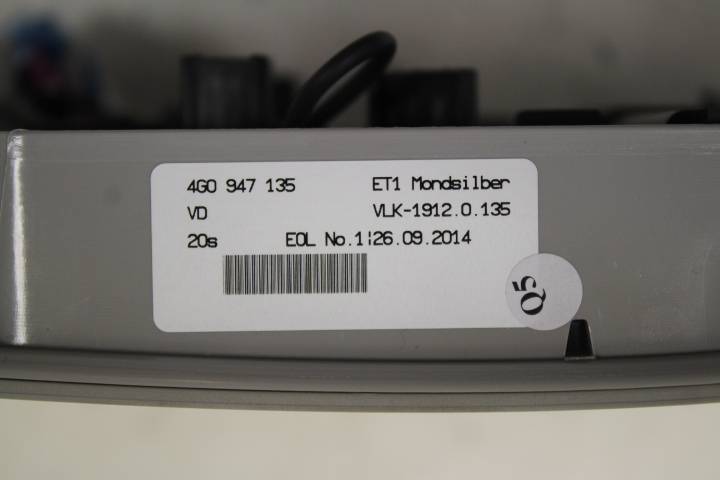 4G0 947 135 ET1 Mondsilber
VD VLK-1912.0.135
20s EOL No.1¦26.09.2014
Q5